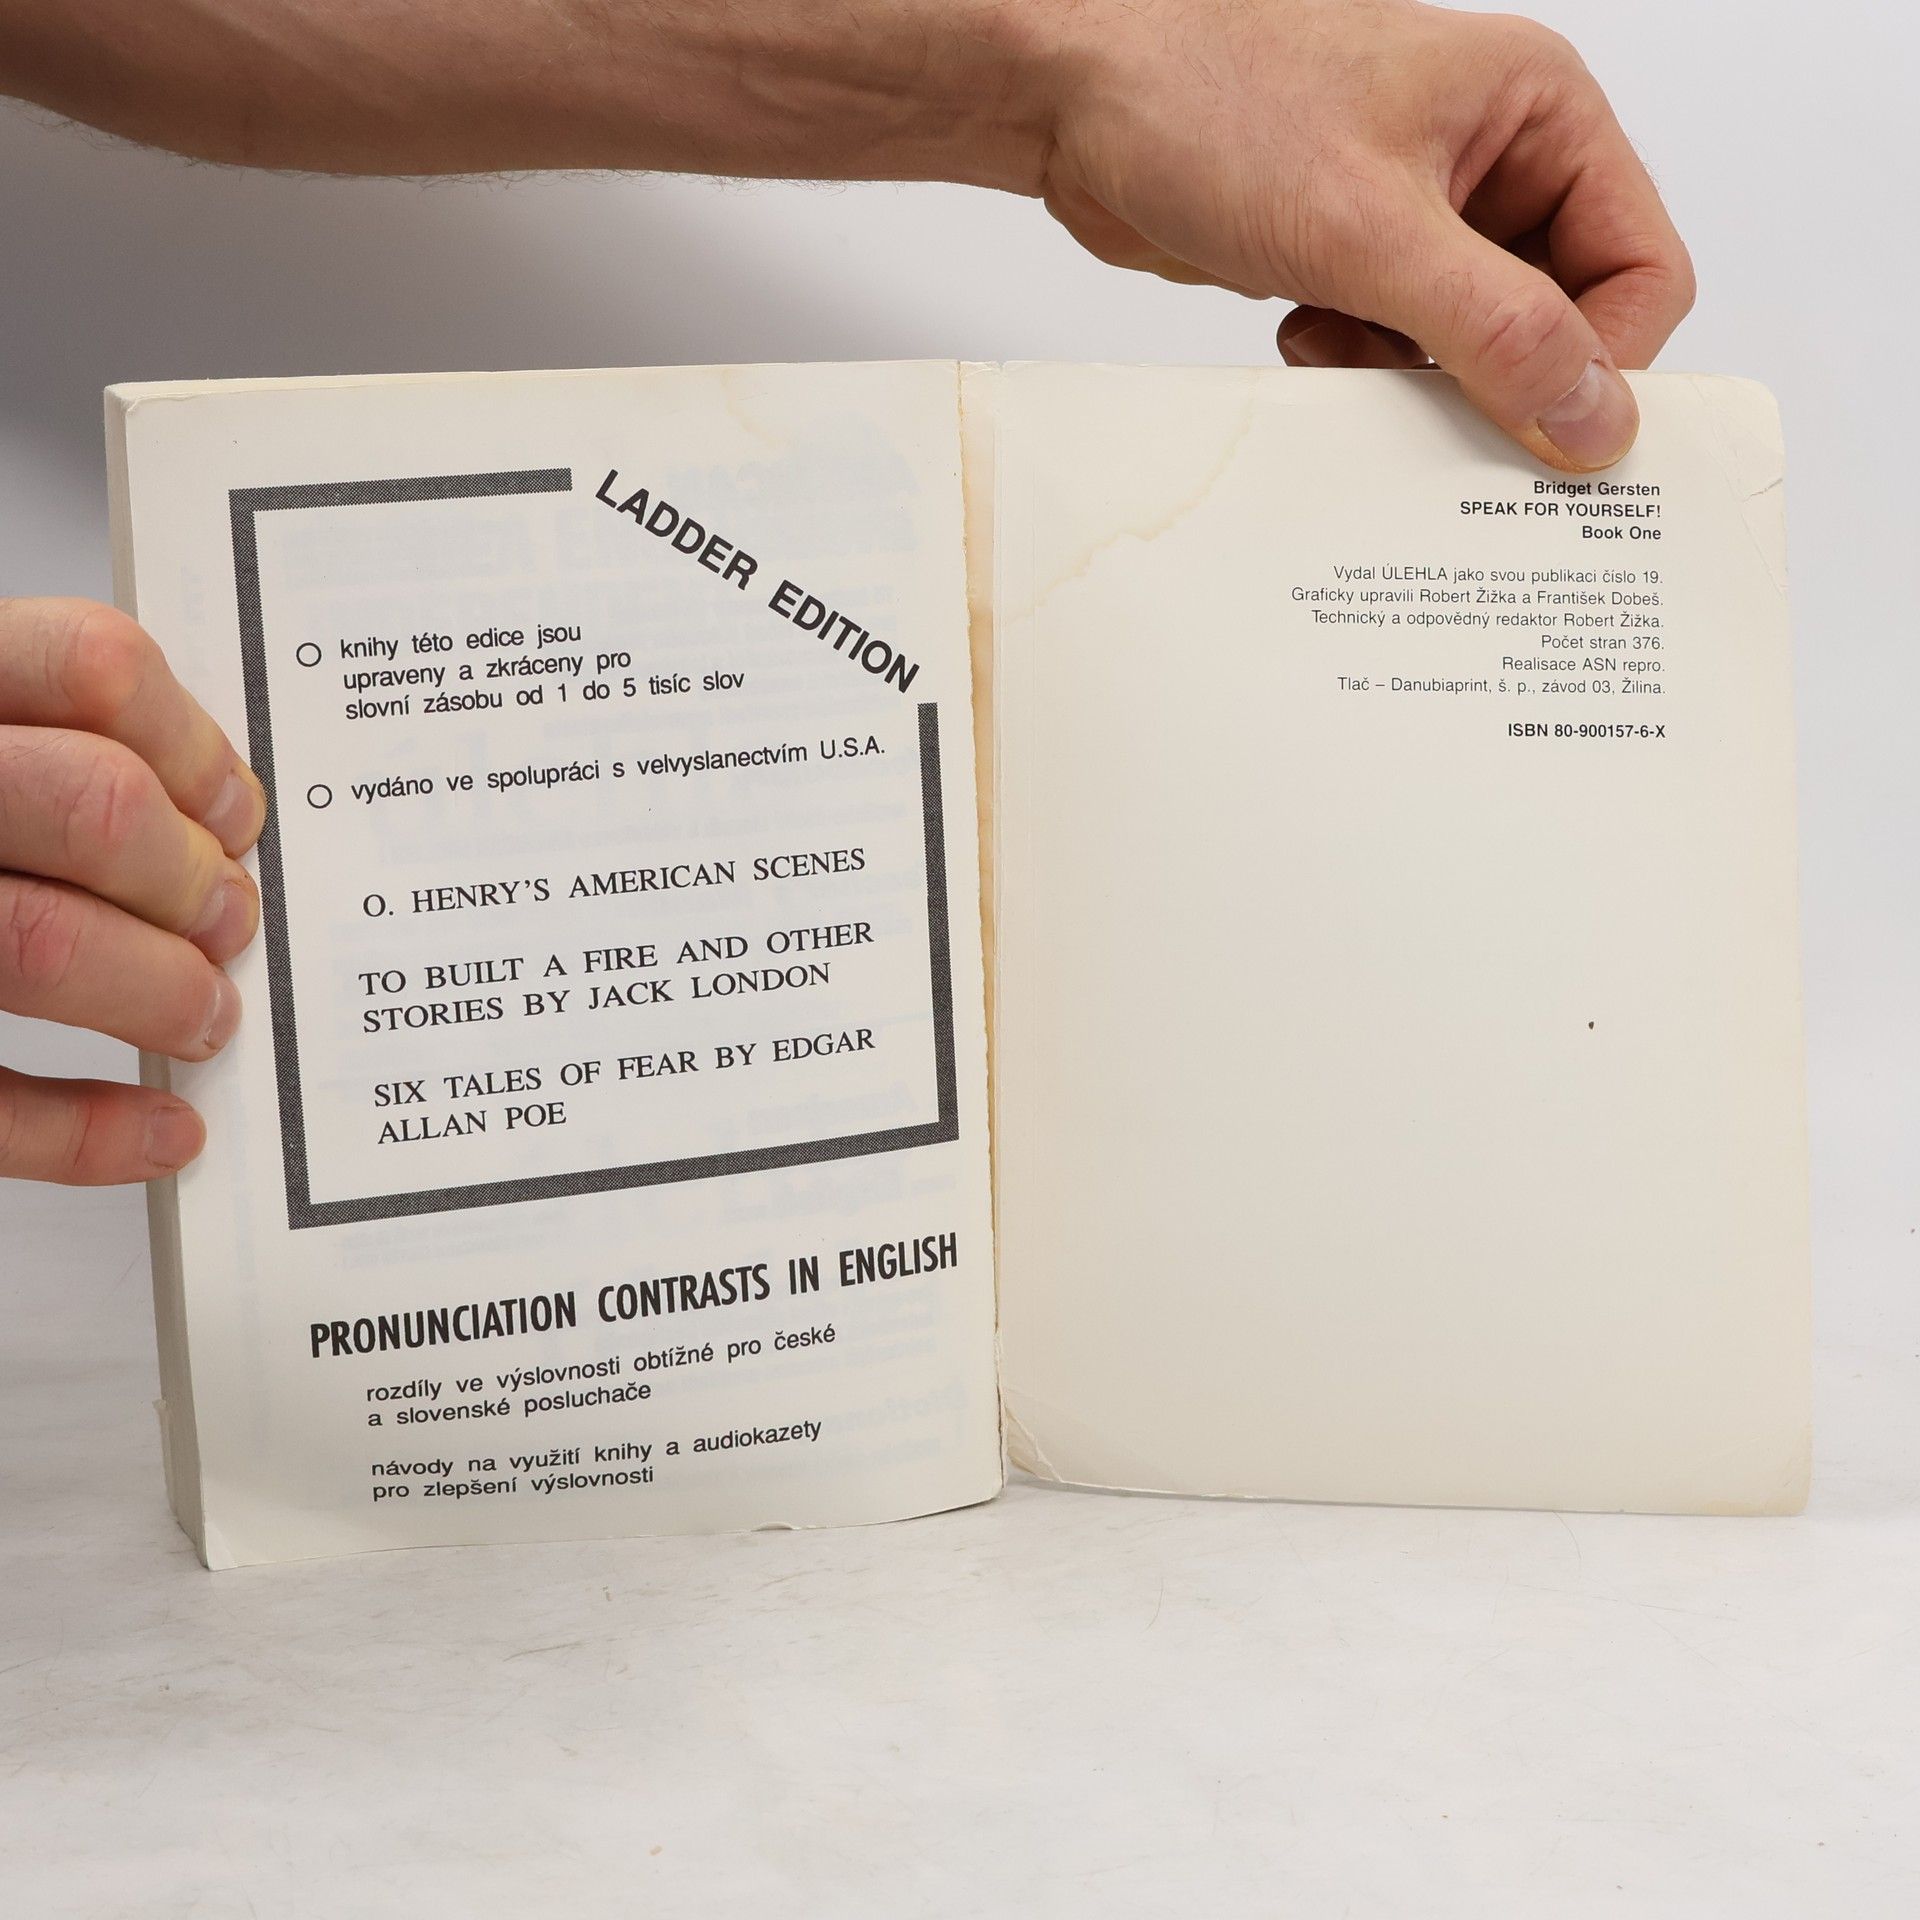 LADDER EDITION
knihy této edice jsou
upraveny a zkráceny pro
slovní zásobu od 1 do 5 tisíc slov
vydáno ve spolupráci s velvyslanectvím U.S.A.
O. HENRY'S AMERICAN SCENES
TO BUILT A FIRE AND OTHER
STORIES BY JACK LONDON
SIX TALES OF FEAR BY EDGAR
ALLAN POE
PRONUNCIATION CONTRASTS IN ENGLISH
rozdíly ve výslovnosti obtížné pro české
a slovenské posluchače
návody na využití knihy a audiokazety
pro zlepšení výslovnosti
Bridget Gersten
SPEAK FOR YOURSELF!
Book One
Vydal ÚLEHLA jako svou publikaci číslo 19.
Graficky upravili Robert Žižka a František Dobeš.
Technický a odpovědný redaktor Robert Žižka.
Počet stran 376.
Realisace ASN repro.
Tlač – Danubiaprint, š. p., závod 03, Žilina.
ISBN 80-900157-6-X